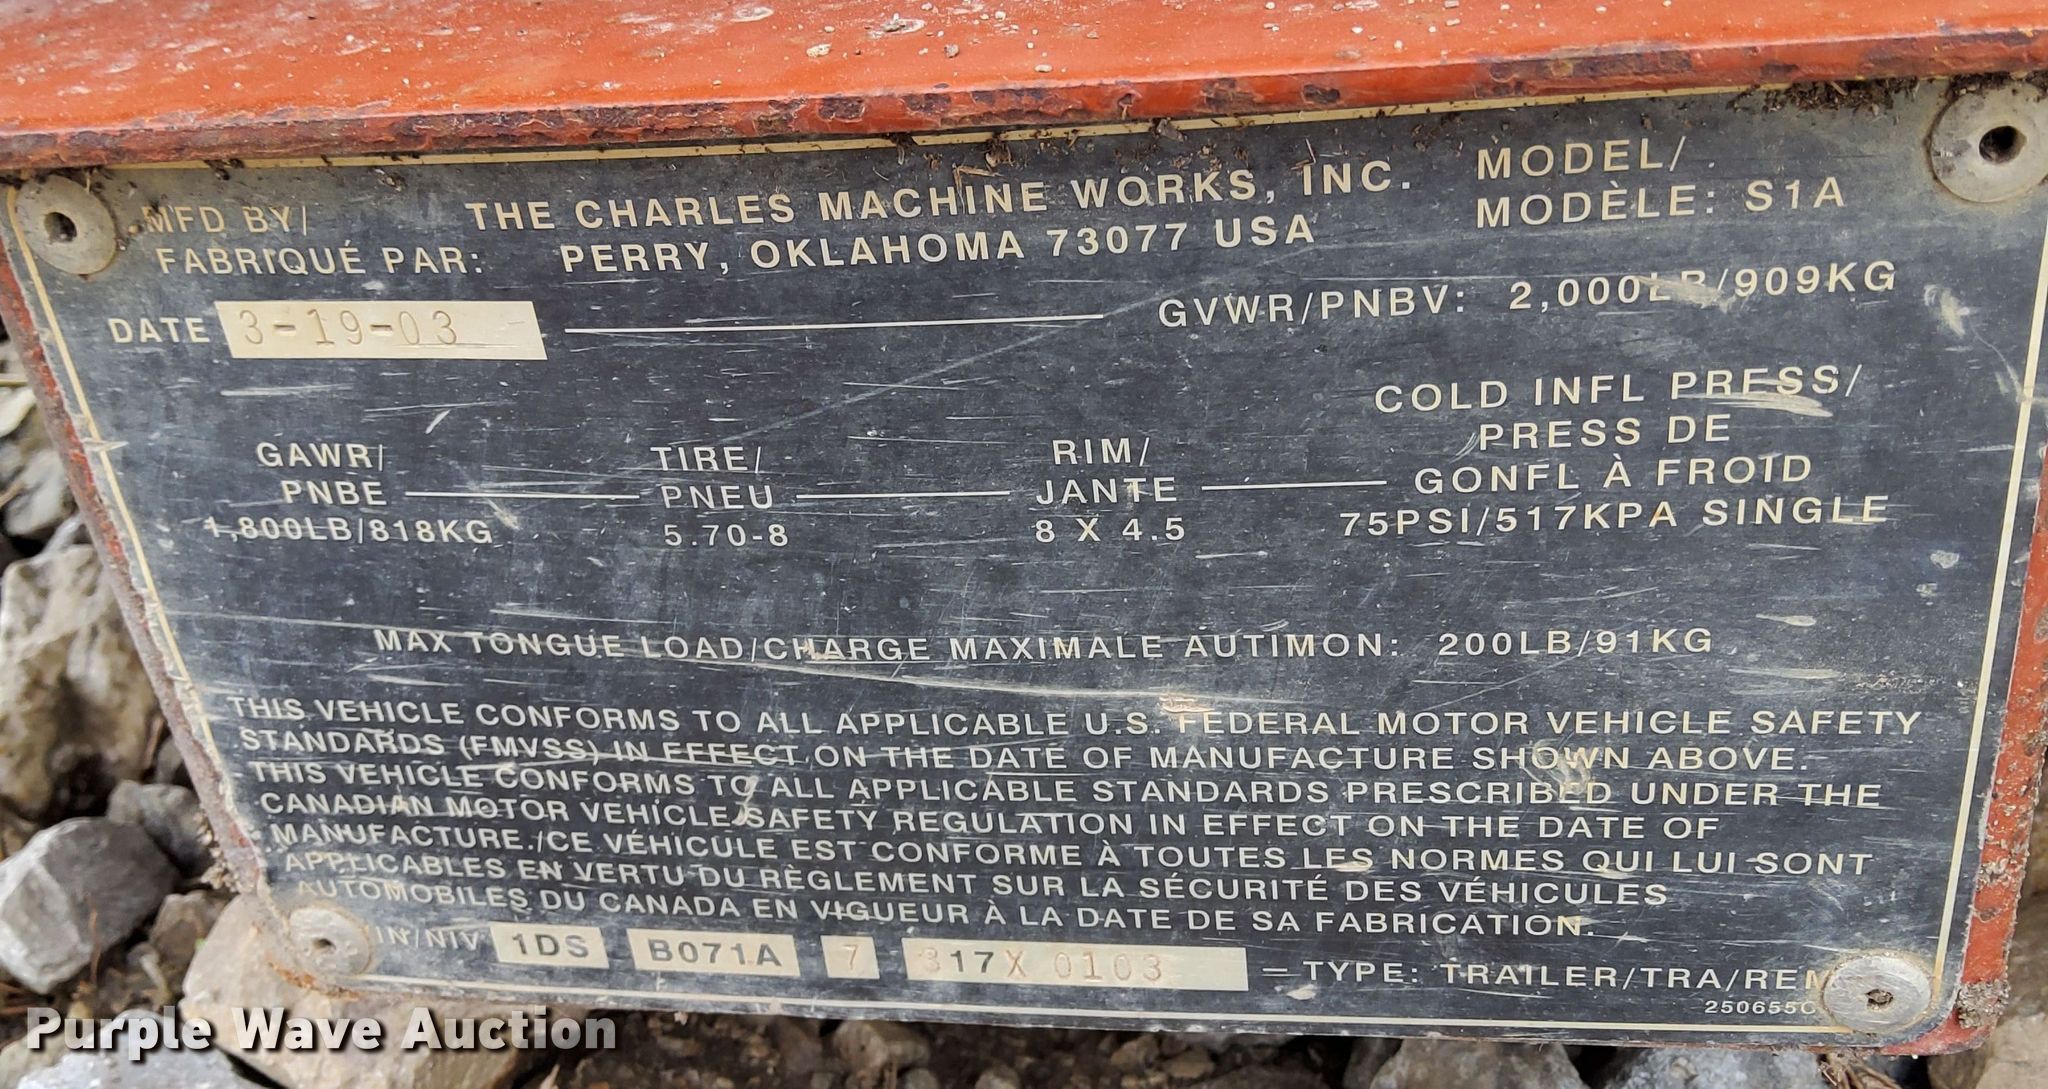 MFD BY/ THE CHARLES MACHINE WORKS, INC. MODEL/
FABRIQUÉ PAR: PERRY, OKLAHOMA 73077 USA MODÈLE: S1A
DATE 3-19-03 GVWR/PNBV: 2,000LB/909KG
COLD INFL PRESS/
PRESS DE
GAWR/ TIRE/ RIM/ GONFL À FROID
PNBE PNEU JANTE
1,800LB/818KG 5.70-8 8 X 4.5 75PSI/517KPA SINGLE
MAX TONGUE LOAD/CHARGE MAXIMALE AUTIMON: 200LB/91KG
THIS VEHICLE CONFORMS TO ALL APPLICABLE U.S. FEDERAL MOTOR VEHICLE SAFETY
STANDARDS (FMVSS) IN EFFECT ON THE DATE OF MANUFACTURE SHOWN ABOVE.
THIS VEHICLE CONFORMS TO ALL APPLICABLE STANDARDS PRESCRIBED UNDER THE
CANADIAN MOTOR VEHICLE SAFETY REGULATION IN EFFECT ON THE DATE OF
MANUFACTURE./CE VÉHICULE EST CONFORME À TOUTES LES NORMES QUI LUI SONT
APPLICABLES EN VERTU DU RÈGLEMENT SUR LA SÉCURITÉ DES VÉHICULES
AUTOMOBILES DU CANADA EN VIGUEUR À LA DATE DE SA FABRICATION.
IN/NIV 1DS B071A 7 317X 0103 – TYPE: TRAILER/TRA/REM
250655C
Purple Wave Auction